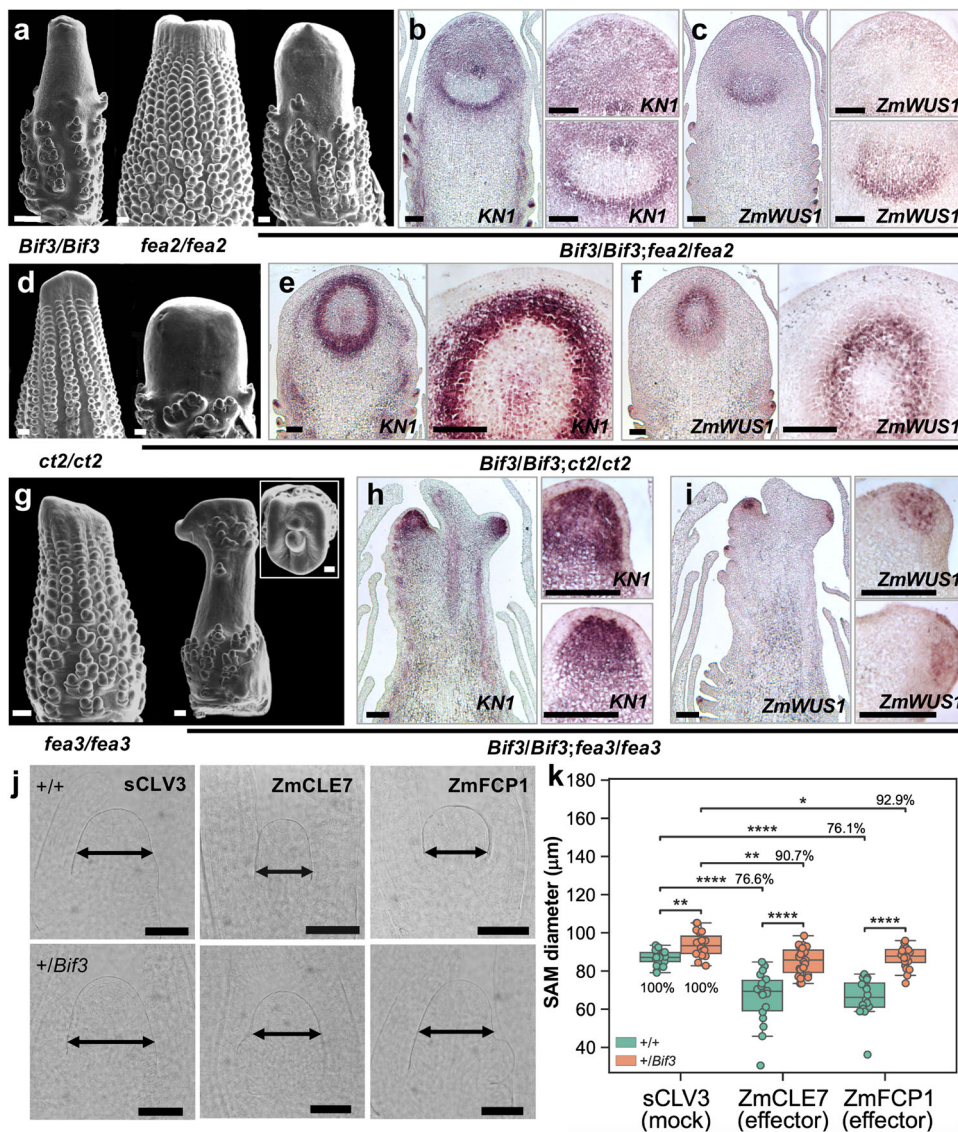 a
b
KN1
KN1
KN1
c
ZmWUS1
ZmWUS1
ZmWUS1
Bif3/Bif3
fea2/fea2
Bif3/Bif3;fea2/fea2
d
e
KN1
KN1
f
ZmWUS1
ZmWUS1
ct2/ct2
Bif3/Bif3;ct2/ct2
g
h
KN1
KN1
KN1
i
ZmWUS1
ZmWUS1
ZmWUS1
fea3/fea3
Bif3/Bif3;fea3/fea3
j
+/+
sCLV3
ZmCLE7
ZmFCP1
+/Bif3
k
SAM diameter (μm)
180
160
140
120
100
80
60
40
* 92.9%
**** 76.1%
** 90.7%
**** 76.6%
** **** ****
100% 100%
+/+
+/Bif3
sCLV3 ZmCLE7 ZmFCP1
(mock) (effector) (effector)